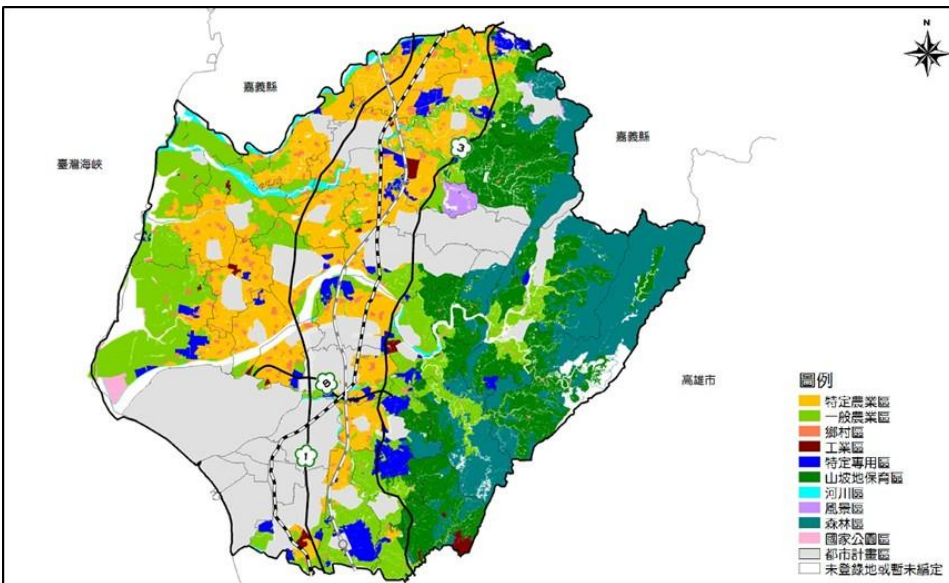 N
嘉義縣
嘉義縣
臺灣海峽
3
高雄市
8
1
圖例
特定農業區
一般農業區
鄉村區
工業區
特定專用區
山坡地保育區
河川區
風景區
森林區
國家公園區
都市計畫區
未登錄地或暫未編定